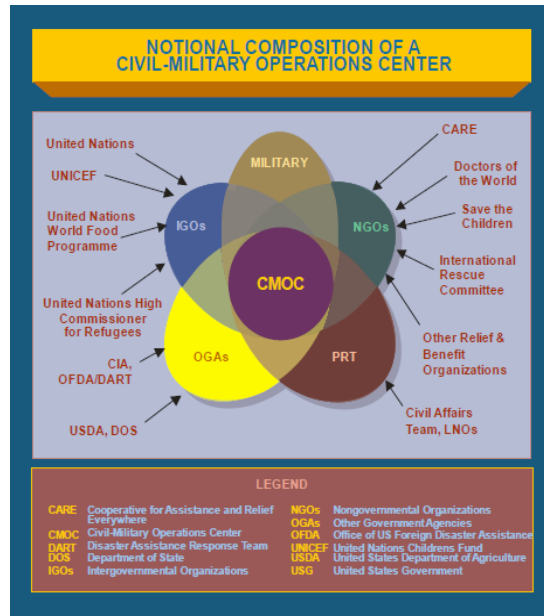 NOTIONAL COMPOSITION OF A
CIVIL-MILITARY OPERATIONS CENTER
United Nations
UNICEF
United Nations
World Food
Programme
United Nations High
Commissioner
for Refugees
CIA,
OFDA/DART
USDA, DOS
MILITARY
IGOs
NGOs
CMOC
OGAs
PRT
CARE
Doctors of
the World
Save the
Children
International
Rescue
Committee
Other Relief &
Benefit
Organizations
Civil Affairs
Team, LNOs
LEGEND
CARE Cooperative for Assistance and Relief
Everywhere
CMOC Civil-Military Operations Center
DART Disaster Assistance Response Team
DOS Department of State
IGOs Intergovernmental Organizations
NGOs Nongovernmental Organizations
OGAs Other Government Agencies
OFDA Office of US Foreign Disaster Assistance
UNICEF United Nations Childrens Fund
USDA United States Department of Agriculture
USG United States Government